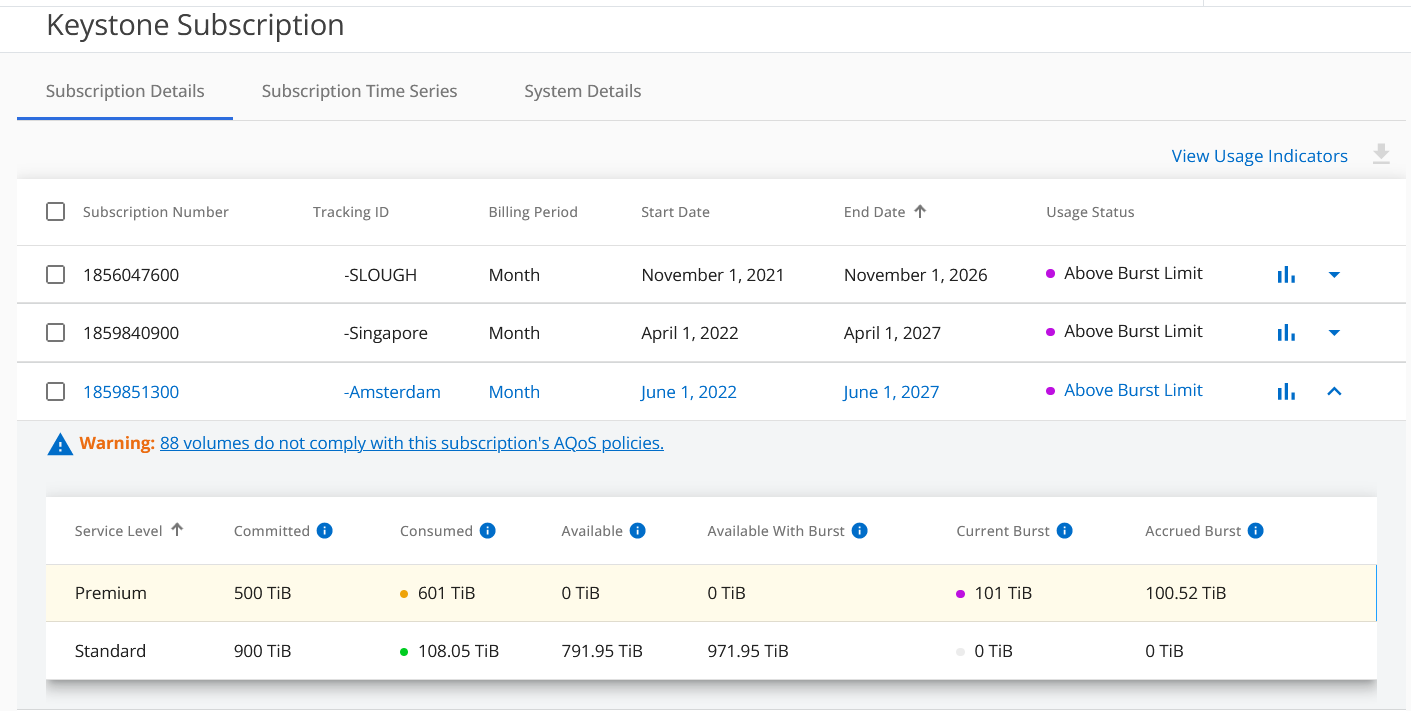 Keystone Subscription
Subscription Details Subscription Time Series System Details
View Usage Indicators
Subscription Number Tracking ID Billing Period Start Date End Date Usage Status
1856047600 -SLOUGH Month November 1, 2021 November 1, 2026 Above Burst Limit
1859840900 -Singapore Month April 1, 2022 April 1, 2027 Above Burst Limit
1859851300 -Amsterdam Month June 1, 2022 June 1, 2027 Above Burst Limit
Warning: 88 volumes do not comply with this subscription's AQoS policies.
Service Level Committed Consumed Available Available With Burst Current Burst Accrued Burst
Premium 500 TiB 601 TiB 0 TiB 0 TiB 101 TiB 100.52 TiB
Standard 900 TiB 108.05 TiB 791.95 TiB 971.95 TiB 0 TiB 0 TiB